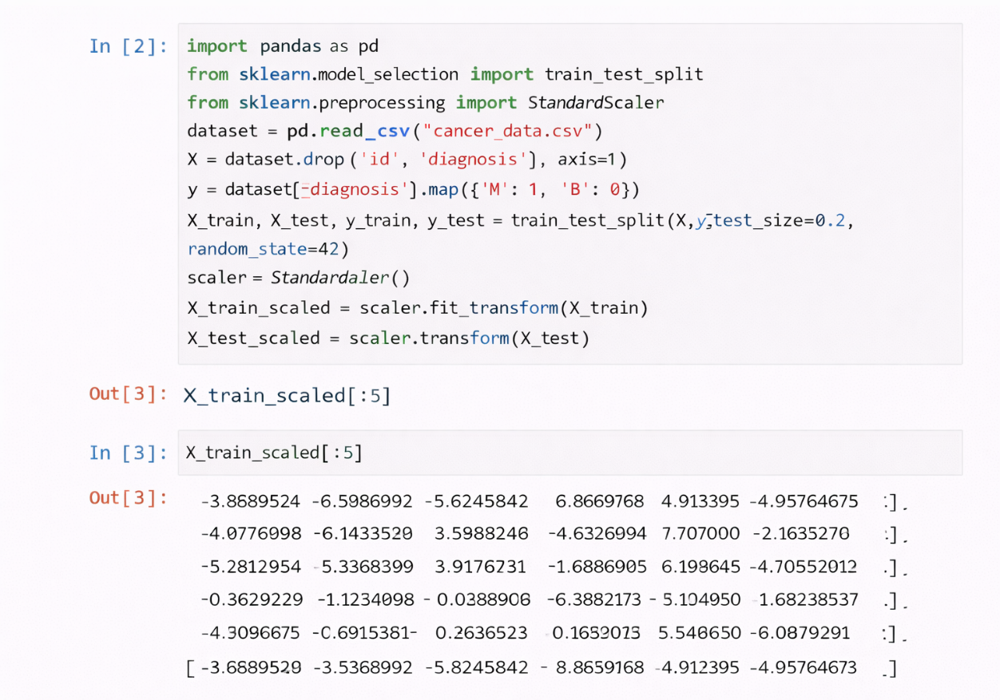 In [2]: import pandas as pd
from sklearn.model_selection import train_test_split
from sklearn.preprocessing import StandardScaler
dataset = pd.read_csv("cancer_data.csv")
X = dataset.drop ('id', 'diagnosis'], axis=1)
y = dataset[-diagnosis'].map({'M': 1, 'B': 0})
X_train, X_test, y_train, y_test = train_test_split(X,y,test_size=0.2,
random_state=42)
scaler = Standardaler()
X_train_scaled = scaler.fit_transform(X_train)
X_test_scaled = scaler.transform(X_test)
Out[3]: X_train_scaled[:5]
In [3]: X_train_scaled[:5]
Out[3]: -3.8689524 -6.5986992 -5.6245842 6.8669768 4.913395 -4.95764675 :].
-4.0776998 -6.1433520 3.5988246 -4.6326994 7.707000 -2.1635276 :].
-5.2812954 -5.3368399 3.9176231 -1.6886905 6.198645 -4.70552012 .].
-0.3629229 -1.1234098 - 0.0388906 -6.3882173 - 5.104950 -1.68238537 .].
-4.3096675 -0.6915381- 0.2636523 -0.1659073 5.546650 -6.0879291 :].
[ -3.6889529 -3.5368992 -5.8245842 - 8.8659168 -4.912395 -4.95764673 .]